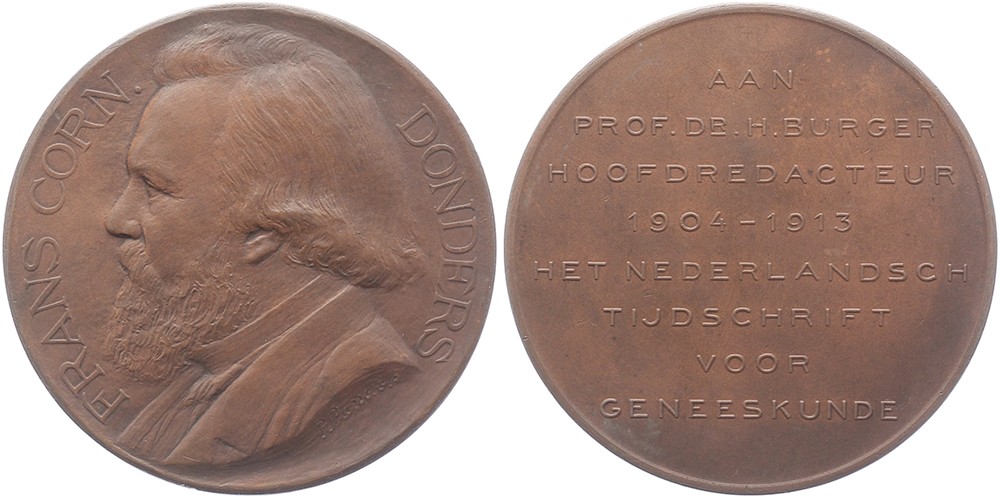 FRANS CORN. DONDERS
AAN
PROF. DR. H. BURGER
HOOFDREDACTEUR
1904-1913
HET NEDERLANDSCH
TIJDSCHRIFT
VOOR
GENEESKUNDE